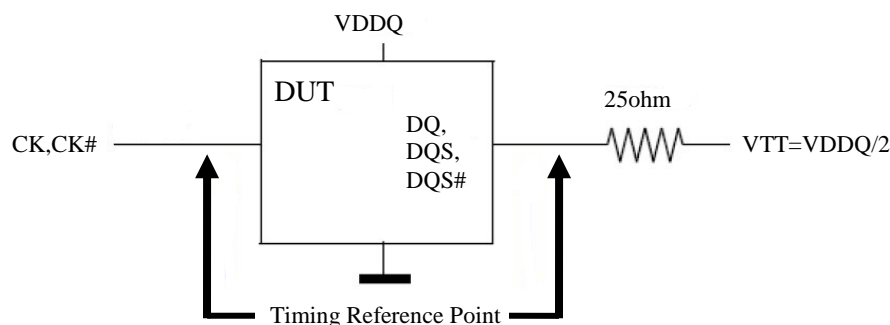 VDDQ
DUT
25ohm
DQ,
CK,CK#
DQS,
VTT=VDDQ/2
DQS#
Timing Reference Point